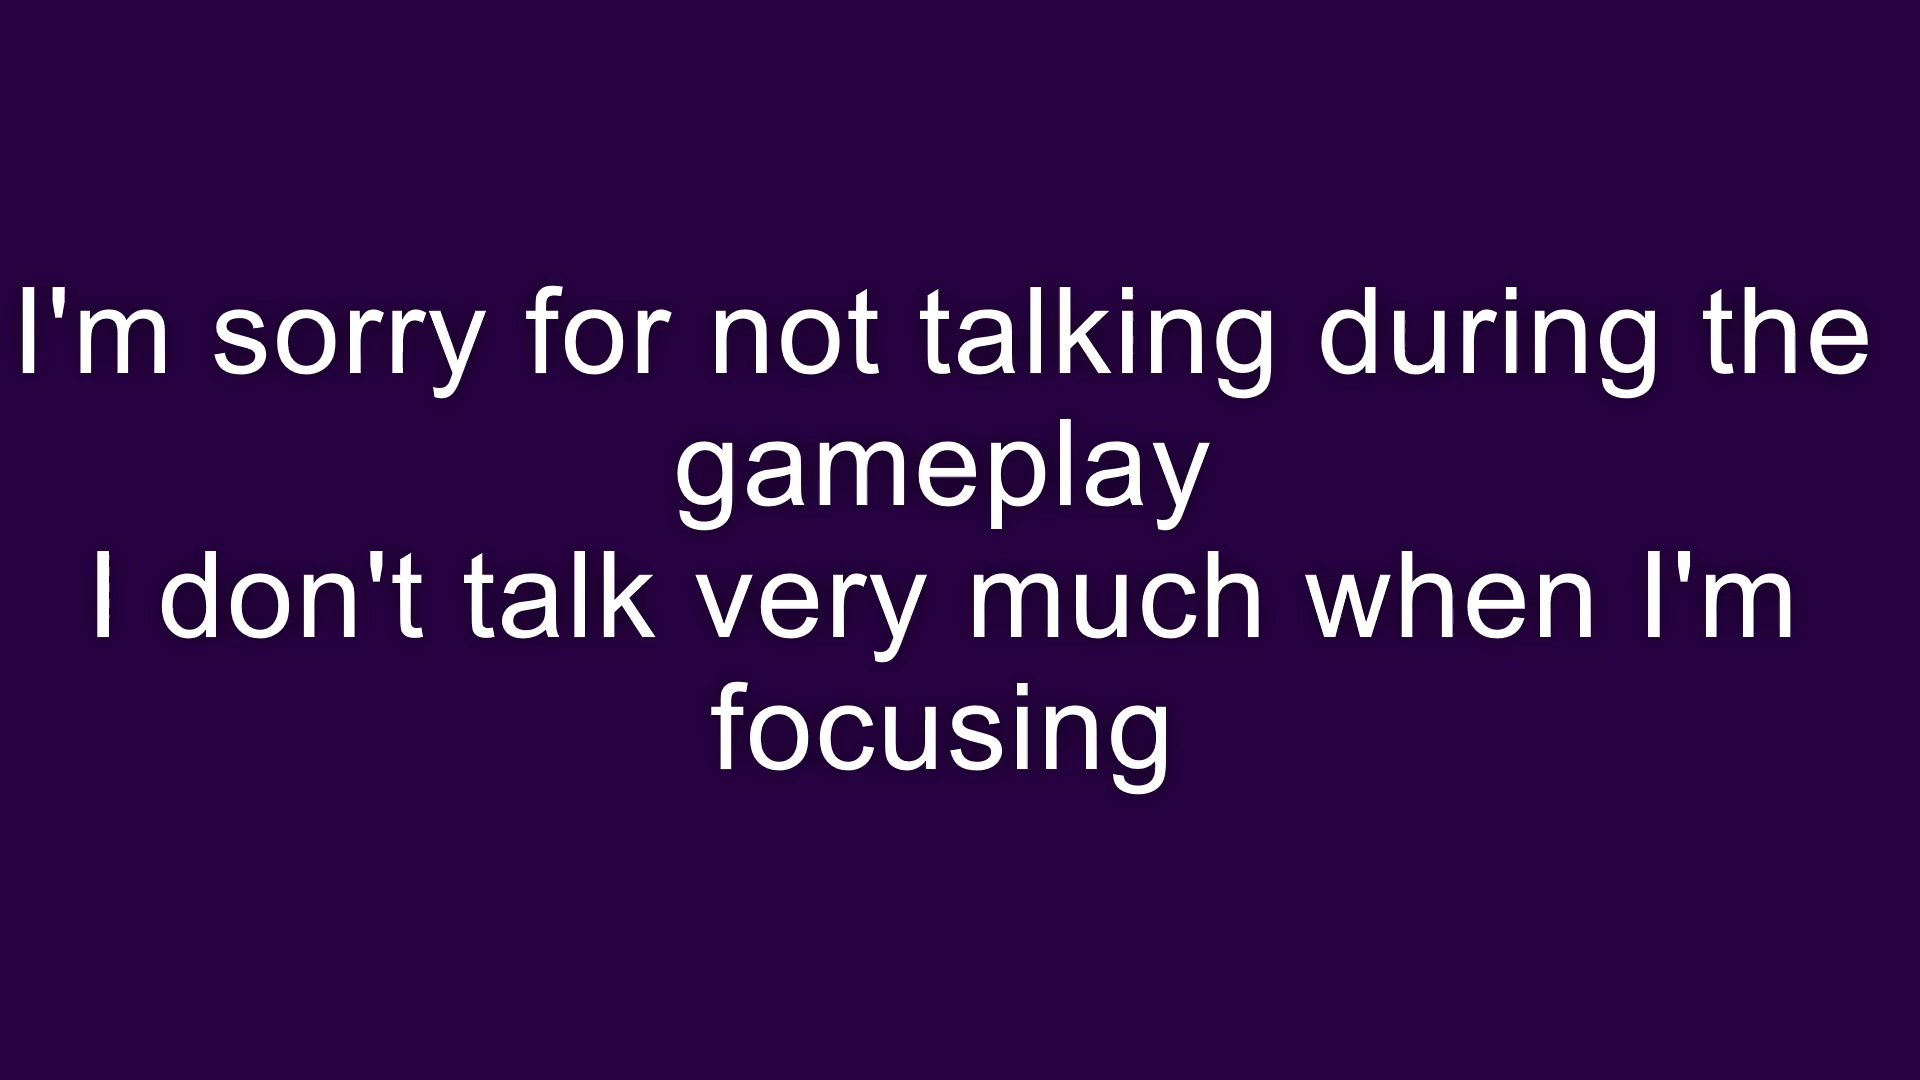 I'm sorry for not talking during the
gameplay
I don't talk very much when I'm
focusing